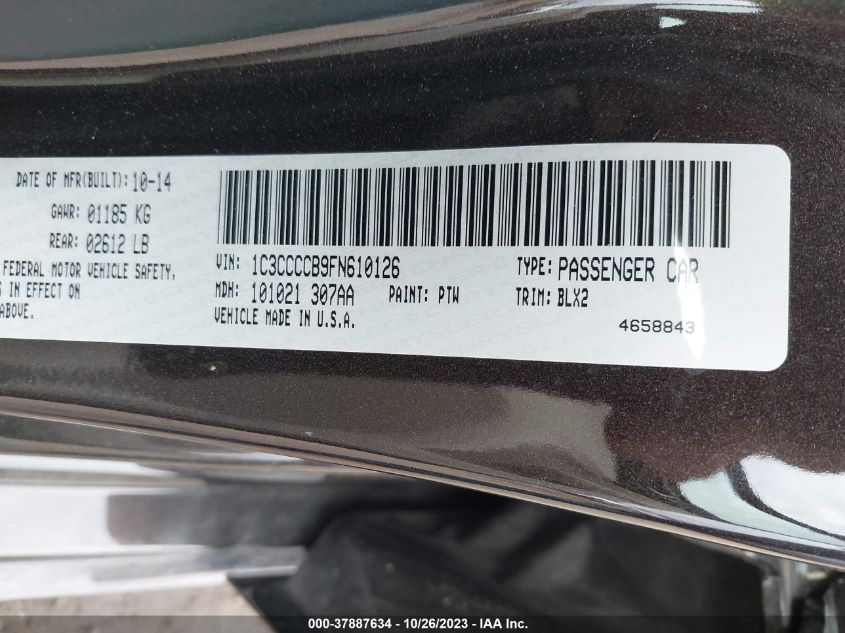 DATE OF MFR(BUILT): 10-14
GAWR: 01185 KG
REAR: 02612 LB
FEDERAL MOTOR VEHICLE SAFETY,
IN EFFECT ON
ABOVE.
VIN: 1C3CCCCB9FN610126 TYPE: PASSENGER CAR
MDH: 101021 307AA PAINT: PTW TRIM: BLX2
VEHICLE MADE IN U.S.A.
4658843
000-37887634 / 10/26/2023 - IAA Inc.